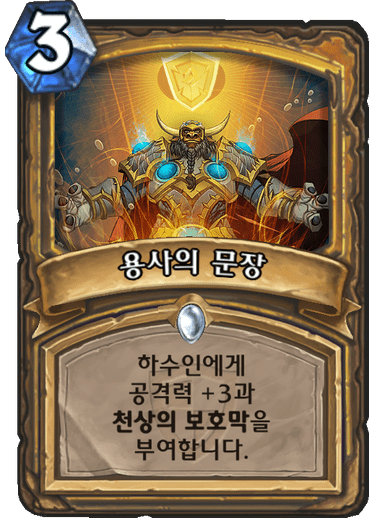 3
용사의 문장
하수인에게
공격력 +3과
천상의 보호막을
부여합니다.